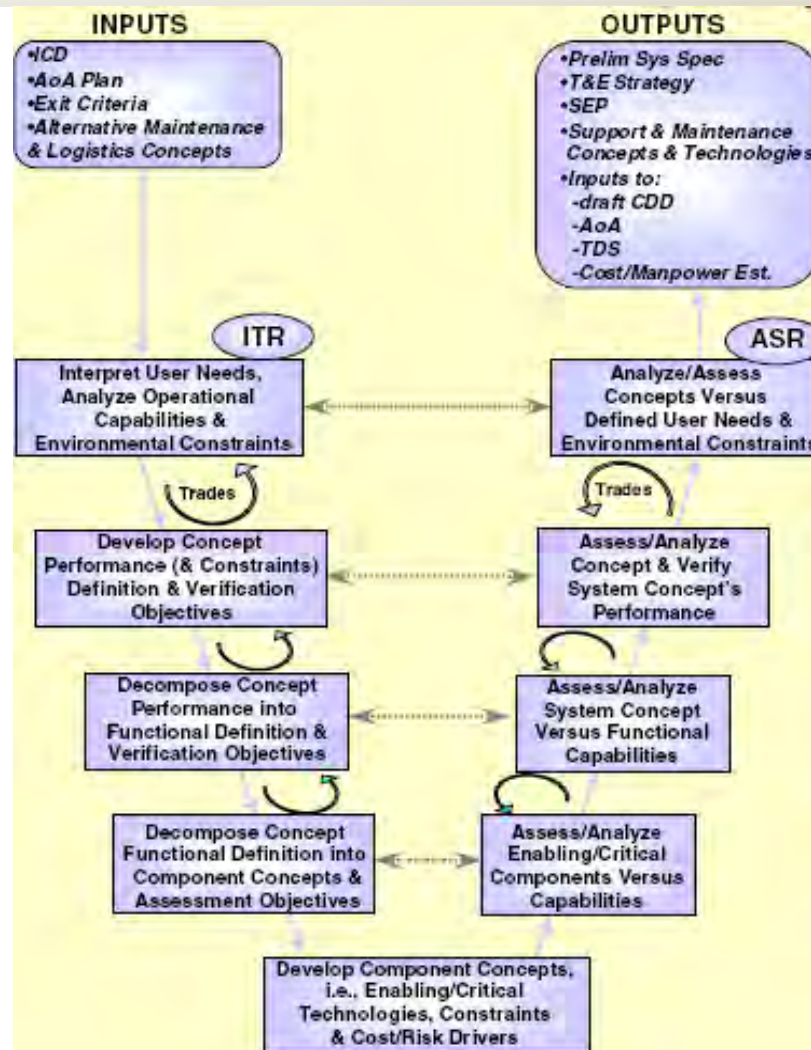 INPUTS
•ICD
•AoA Plan
•Exit Criteria
•Alternative Maintenance
& Logistics Concepts
OUTPUTS
•Prelim Sys Spec
•T&E Strategy
•SEP
•Support & Maintenance
Concepts & Technologies
•Inputs to:
-draft CDD
-AoA
-TDS
-Cost/Manpower Est.
ITR
Interpret User Needs,
Analyze Operational
Capabilities &
Environmental Constraints
ASR
Analyze/Assess
Concepts Versus
Defined User Needs &
Environmental Constraints
Trades
Trades
Develop Concept
Performance (& Constraints)
Definition & Verification
Objectives
Assess/Analyze
Concept & Verify
System Concept's
Performance
Decompose Concept
Performance into
Functional Definition &
Verification Objectives
Assess/Analyze
System Concept
Versus Functional
Capabilities
Decompose Concept
Functional Definition into
Component Concepts &
Assessment Objectives
Assess/Analyze
Enabling/Critical
Components Versus
Capabilities
Develop Component Concepts,
i.e., Enabling/Critical
Technologies, Constraints
& Cost/Risk Drivers